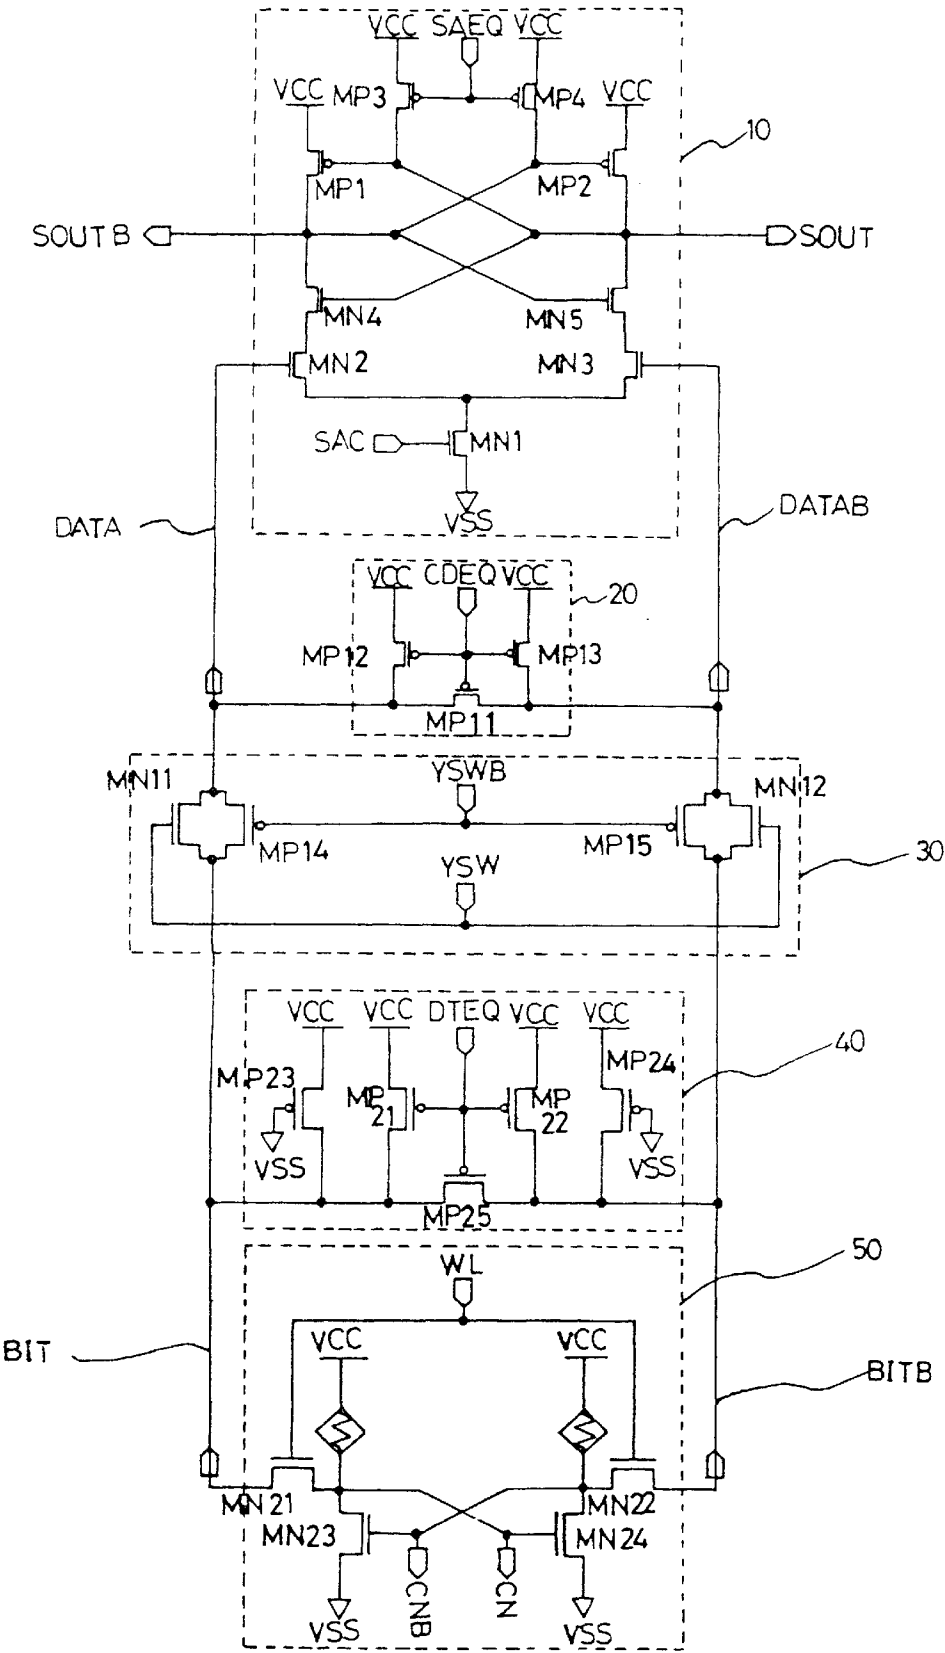 VCC SAEQ VCC
VCC MP3 MP4 VCC
10
MP1 MP2
SOUTB SOUT
MN4 MN5
MN2 MN3
SAC MN1
DATA VSS DATAB
VCC CDEQ VCC
20
MP12 MP13
MP11
MN11 YSWB MN12
MP14 MP15
YSW 30
VCC VCC DTEQ VCC VCC
40
MP23 MP24
MP
21
MP
22
VSS VSS
MP25
50
WL
BIT VCC VCC
BITB
MN21 MN22
MN23 MN24
CNB CN
VSS VSS